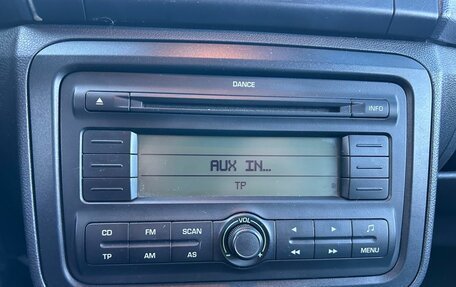 DANCE
INFO
AUX IN...
TP
CD FM SCAN VOL
TP AM AS MENU